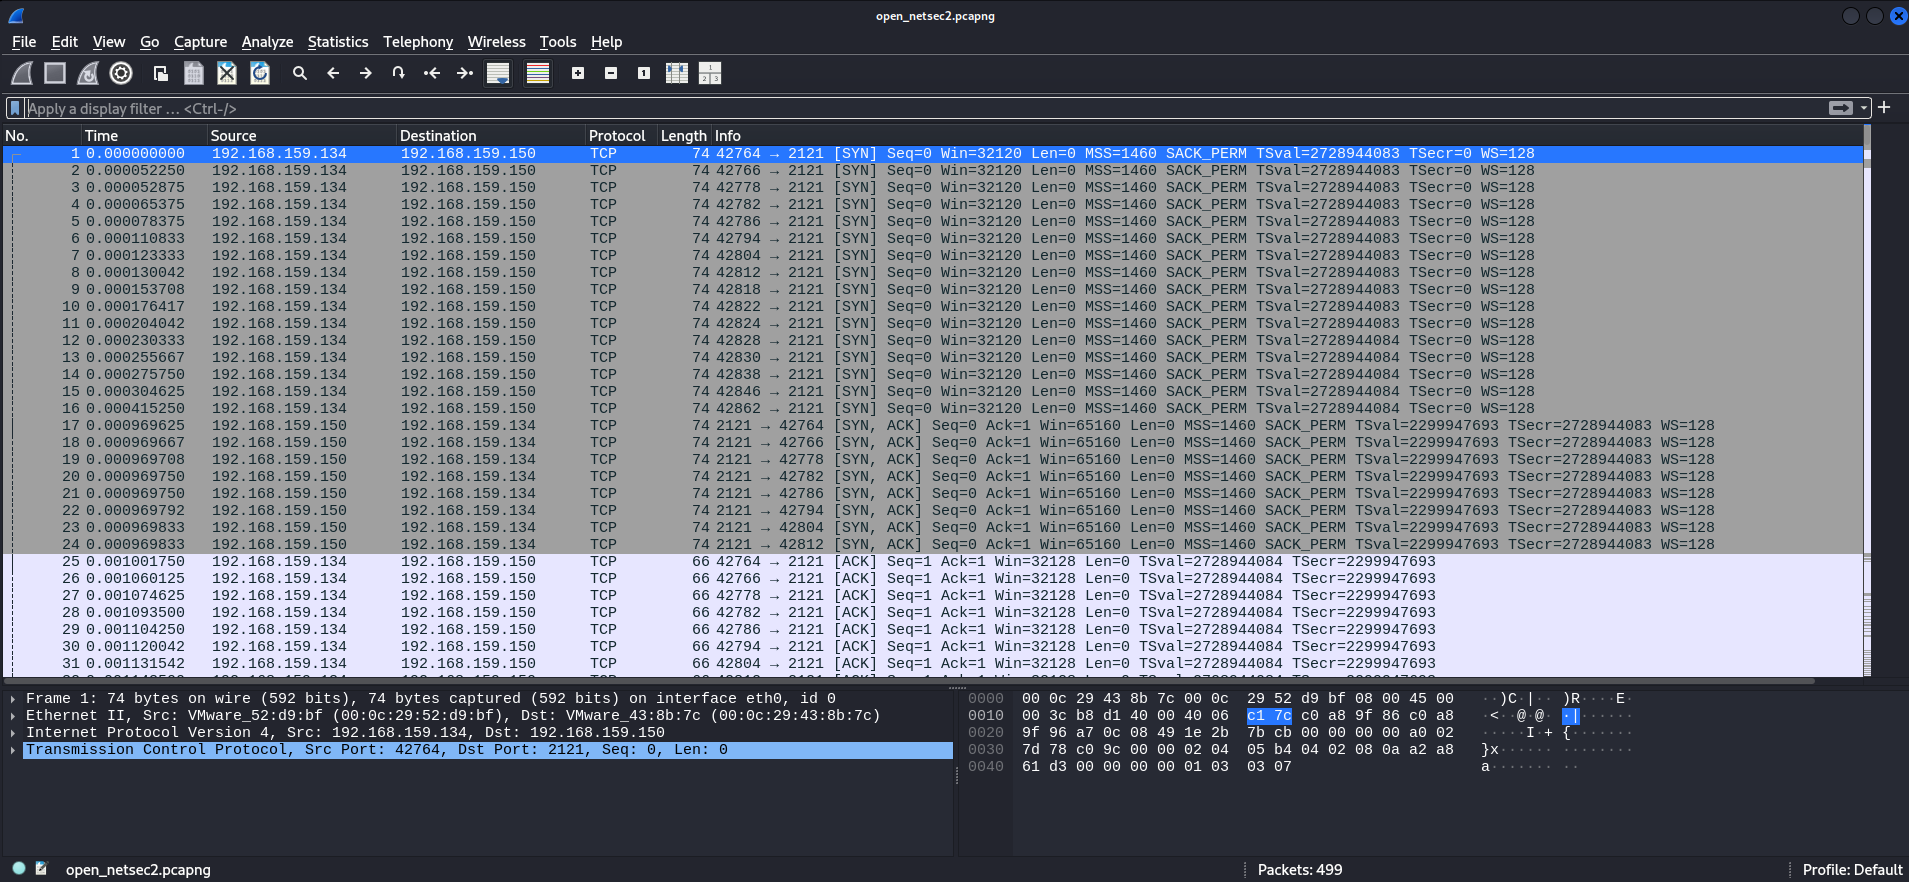 open_netsec2.pcapng
File Edit View Go Capture Analyze Statistics Telephony Wireless Tools Help
Apply a display filter … <Ctrl-/>
No. Time Source Destination Protocol Length Info
1 0.000000000 192.168.159.134 192.168.159.150 TCP 74 42764 → 2121 [SYN] Seq=0 Win=32120 Len=0 MSS=1460 SACK_PERM TSval=2728944083 TSecr=0 WS=128
2 0.000052250 192.168.159.134 192.168.159.150 TCP 74 42766 → 2121 [SYN] Seq=0 Win=32120 Len=0 MSS=1460 SACK_PERM TSval=2728944083 TSecr=0 WS=128
3 0.000052875 192.168.159.134 192.168.159.150 TCP 74 42778 → 2121 [SYN] Seq=0 Win=32120 Len=0 MSS=1460 SACK_PERM TSval=2728944083 TSecr=0 WS=128
4 0.000065375 192.168.159.134 192.168.159.150 TCP 74 42782 → 2121 [SYN] Seq=0 Win=32120 Len=0 MSS=1460 SACK_PERM TSval=2728944083 TSecr=0 WS=128
5 0.000078375 192.168.159.134 192.168.159.150 TCP 74 42786 → 2121 [SYN] Seq=0 Win=32120 Len=0 MSS=1460 SACK_PERM TSval=2728944083 TSecr=0 WS=128
6 0.000110833 192.168.159.134 192.168.159.150 TCP 74 42794 → 2121 [SYN] Seq=0 Win=32120 Len=0 MSS=1460 SACK_PERM TSval=2728944083 TSecr=0 WS=128
7 0.000123333 192.168.159.134 192.168.159.150 TCP 74 42804 → 2121 [SYN] Seq=0 Win=32120 Len=0 MSS=1460 SACK_PERM TSval=2728944083 TSecr=0 WS=128
8 0.000130042 192.168.159.134 192.168.159.150 TCP 74 42812 → 2121 [SYN] Seq=0 Win=32120 Len=0 MSS=1460 SACK_PERM TSval=2728944083 TSecr=0 WS=128
9 0.000153708 192.168.159.134 192.168.159.150 TCP 74 42818 → 2121 [SYN] Seq=0 Win=32120 Len=0 MSS=1460 SACK_PERM TSval=2728944083 TSecr=0 WS=128
10 0.000176417 192.168.159.134 192.168.159.150 TCP 74 42822 → 2121 [SYN] Seq=0 Win=32120 Len=0 MSS=1460 SACK_PERM TSval=2728944083 TSecr=0 WS=128
11 0.000204042 192.168.159.134 192.168.159.150 TCP 74 42824 → 2121 [SYN] Seq=0 Win=32120 Len=0 MSS=1460 SACK_PERM TSval=2728944083 TSecr=0 WS=128
12 0.000230333 192.168.159.134 192.168.159.150 TCP 74 42828 → 2121 [SYN] Seq=0 Win=32120 Len=0 MSS=1460 SACK_PERM TSval=2728944084 TSecr=0 WS=128
13 0.000255667 192.168.159.134 192.168.159.150 TCP 74 42830 → 2121 [SYN] Seq=0 Win=32120 Len=0 MSS=1460 SACK_PERM TSval=2728944084 TSecr=0 WS=128
14 0.000275750 192.168.159.134 192.168.159.150 TCP 74 42838 → 2121 [SYN] Seq=0 Win=32120 Len=0 MSS=1460 SACK_PERM TSval=2728944084 TSecr=0 WS=128
15 0.000304625 192.168.159.134 192.168.159.150 TCP 74 42846 → 2121 [SYN] Seq=0 Win=32120 Len=0 MSS=1460 SACK_PERM TSval=2728944084 TSecr=0 WS=128
16 0.000415250 192.168.159.134 192.168.159.150 TCP 74 42862 → 2121 [SYN] Seq=0 Win=32120 Len=0 MSS=1460 SACK_PERM TSval=2728944084 TSecr=0 WS=128
17 0.000969625 192.168.159.150 192.168.159.134 TCP 74 2121 → 42764 [SYN, ACK] Seq=0 Ack=1 Win=65160 Len=0 MSS=1460 SACK_PERM TSval=2299947693 TSecr=2728944083 WS=128
18 0.000969667 192.168.159.150 192.168.159.134 TCP 74 2121 → 42766 [SYN, ACK] Seq=0 Ack=1 Win=65160 Len=0 MSS=1460 SACK_PERM TSval=2299947693 TSecr=2728944083 WS=128
19 0.000969708 192.168.159.150 192.168.159.134 TCP 74 2121 → 42778 [SYN, ACK] Seq=0 Ack=1 Win=65160 Len=0 MSS=1460 SACK_PERM TSval=2299947693 TSecr=2728944083 WS=128
20 0.000969750 192.168.159.150 192.168.159.134 TCP 74 2121 → 42782 [SYN, ACK] Seq=0 Ack=1 Win=65160 Len=0 MSS=1460 SACK_PERM TSval=2299947693 TSecr=2728944083 WS=128
21 0.000969750 192.168.159.150 192.168.159.134 TCP 74 2121 → 42786 [SYN, ACK] Seq=0 Ack=1 Win=65160 Len=0 MSS=1460 SACK_PERM TSval=2299947693 TSecr=2728944083 WS=128
22 0.000969792 192.168.159.150 192.168.159.134 TCP 74 2121 → 42794 [SYN, ACK] Seq=0 Ack=1 Win=65160 Len=0 MSS=1460 SACK_PERM TSval=2299947693 TSecr=2728944083 WS=128
23 0.000969833 192.168.159.150 192.168.159.134 TCP 74 2121 → 42804 [SYN, ACK] Seq=0 Ack=1 Win=65160 Len=0 MSS=1460 SACK_PERM TSval=2299947693 TSecr=2728944083 WS=128
24 0.000969833 192.168.159.150 192.168.159.134 TCP 74 2121 → 42812 [SYN, ACK] Seq=0 Ack=1 Win=65160 Len=0 MSS=1460 SACK_PERM TSval=2299947693 TSecr=2728944083 WS=128
25 0.001001750 192.168.159.134 192.168.159.150 TCP 66 42764 → 2121 [ACK] Seq=1 Ack=1 Win=32128 Len=0 TSval=2728944084 TSecr=2299947693
26 0.001060125 192.168.159.134 192.168.159.150 TCP 66 42766 → 2121 [ACK] Seq=1 Ack=1 Win=32128 Len=0 TSval=2728944084 TSecr=2299947693
27 0.001074625 192.168.159.134 192.168.159.150 TCP 66 42778 → 2121 [ACK] Seq=1 Ack=1 Win=32128 Len=0 TSval=2728944084 TSecr=2299947693
28 0.001093500 192.168.159.134 192.168.159.150 TCP 66 42782 → 2121 [ACK] Seq=1 Ack=1 Win=32128 Len=0 TSval=2728944084 TSecr=2299947693
29 0.001104250 192.168.159.134 192.168.159.150 TCP 66 42786 → 2121 [ACK] Seq=1 Ack=1 Win=32128 Len=0 TSval=2728944084 TSecr=2299947693
30 0.001120042 192.168.159.134 192.168.159.150 TCP 66 42794 → 2121 [ACK] Seq=1 Ack=1 Win=32128 Len=0 TSval=2728944084 TSecr=2299947693
31 0.001131542 192.168.159.134 192.168.159.150 TCP 66 42804 → 2121 [ACK] Seq=1 Ack=1 Win=32128 Len=0 TSval=2728944084 TSecr=2299947693
Frame 1: 74 bytes on wire (592 bits), 74 bytes captured (592 bits) on interface eth0, id 0
Ethernet II, Src: VMware_52:d9:bf (00:0c:29:52:d9:bf), Dst: VMware_43:8b:7c (00:0c:29:43:8b:7c)
Internet Protocol Version 4, Src: 192.168.159.134, Dst: 192.168.159.150
Transmission Control Protocol, Src Port: 42764, Dst Port: 2121, Seq: 0, Len: 0
0000 00 0c 29 43 8b 7c 00 0c 29 52 d9 bf 08 00 45 00 ··)C·|·· )R····E·
0010 00 3c b8 d1 40 00 40 06 c1 7c c0 a8 9f 86 c0 a8 ·<··@·@· ·|······
0020 9f 96 a7 0c 08 49 1e 2b 7b cb 00 00 00 00 a0 02 ·····I·+ {·······
0030 7d 78 c0 9c 00 00 02 04 05 b4 04 02 08 0a a2 a8 }x······ ········
0040 61 d3 00 00 00 00 01 03 03 07 a······· ··
open_netsec2.pcapng
Packets: 499
Profile: Default